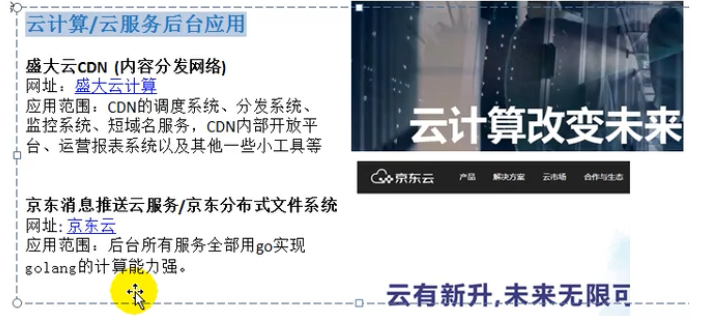 云计算/云服务后台应用
盛大云CDN (内容分发网络)
网址：盛大云计算
应用范围：CDN的调度系统、分发系统、
监控系统、短域名服务，CDN内部开放平
台、运营报表系统以及其他一些小工具等
京东消息推送云服务/京东分布式文件系统
网址: 京东云
应用范围：后台所有服务全部用go实现
golang的计算能力强。
云计算改变未来
京东云 产品 解决方案 云市场 合作与生态
云有新升,未来无限可